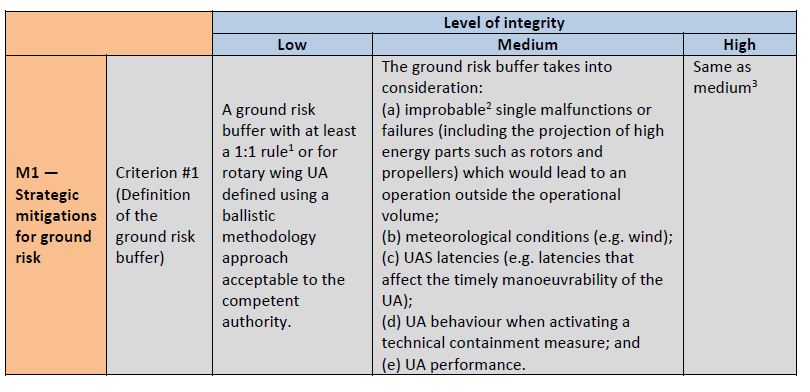 Level of integrity
Low
Medium
High
M1 —
Strategic
mitigations
for ground
risk
Criterion #1
(Definition
of the
ground risk
buffer)
A ground risk
buffer with at least
a 1:1 rule¹ or for
rotary wing UA
defined using a
ballistic
methodology
approach
acceptable to the
competent
authority.
The ground risk buffer takes into
consideration:
(a) improbable² single malfunctions or
failures (including the projection of high
energy parts such as rotors and
propellers) which would lead to an
operation outside the operational
volume;
(b) meteorological conditions (e.g. wind);
(c) UAS latencies (e.g. latencies that
affect the timely manoeuvrability of the
UA);
(d) UA behaviour when activating a
technical containment measure; and
(e) UA performance.
Same as
medium³